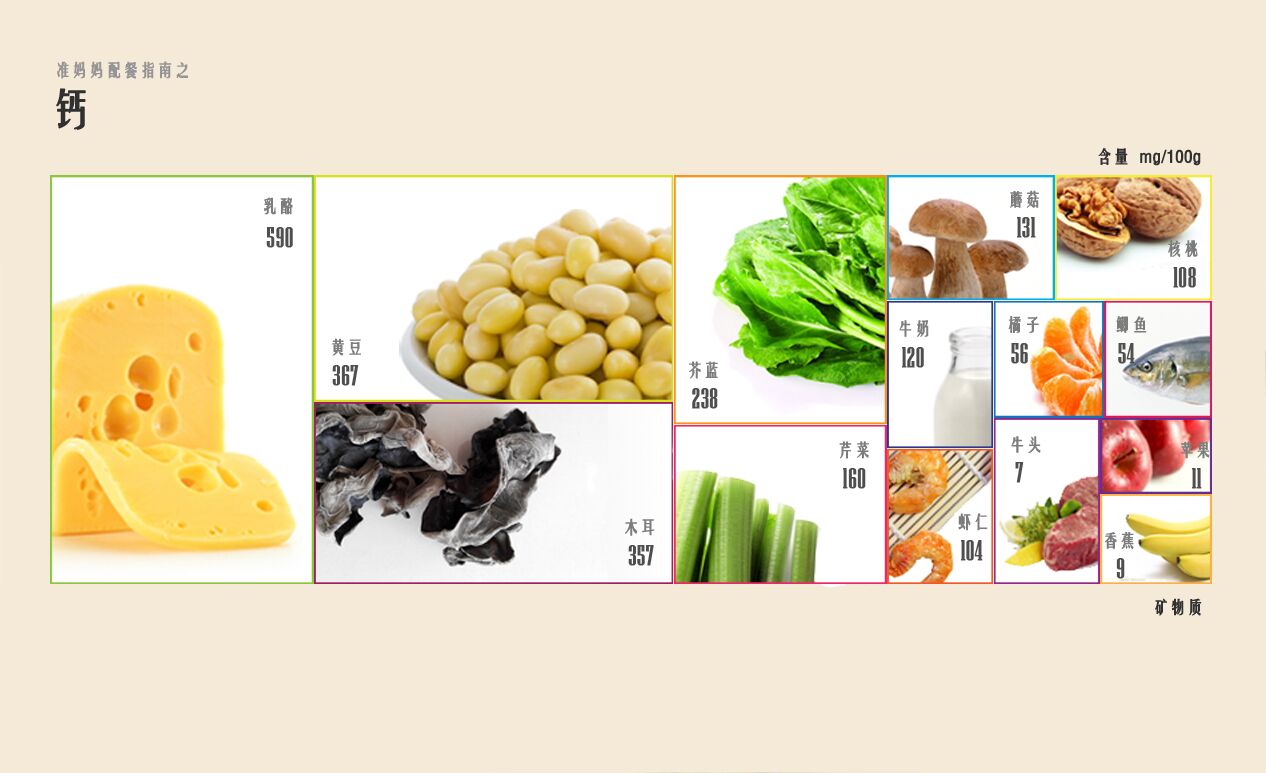 准妈妈配餐指南之
钙
含量 mg/100g
乳酪
590
黄豆
367
木耳
357
芥蓝
238
芹菜
160
蘑菇
131
核桃
108
牛奶
120
橘子
56
鲫鱼
54
虾仁
104
牛头
7
苹果
11
香蕉
9
矿物质